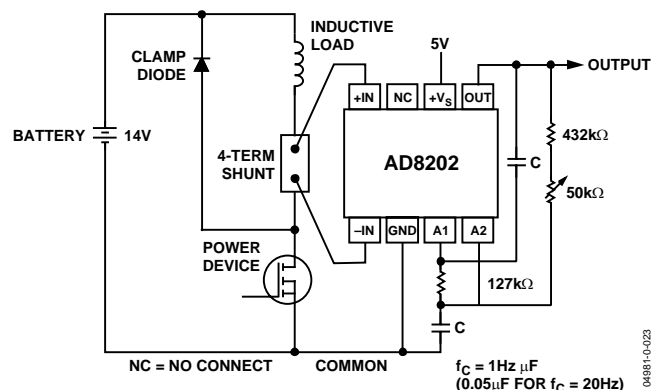 INDUCTIVE
LOAD
5V
OUTPUT
CLAMP
DIODE
+IN
NC
+VS
OUT
432kΩ
BATTERY
14V
4-TERM
SHUNT
AD8202
C
50kΩ
POWER
DEVICE
–IN
GND
A1
A2
127kΩ
C
NC = NO CONNECT
COMMON
fC = 1Hz μF
(0.05μF FOR fC = 20Hz)
04981-0-023